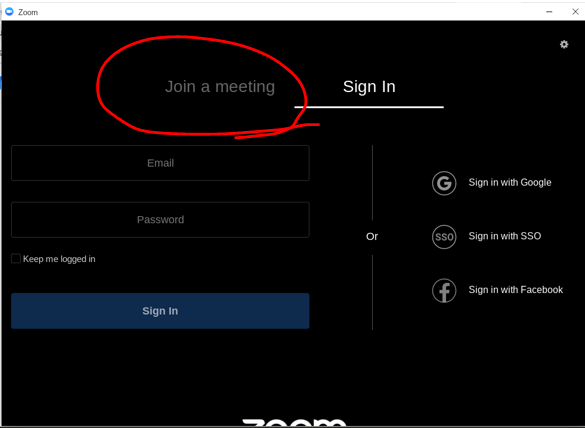 Zoom
Join a meeting
Sign In
Email
Password
Keep me logged in
Sign In
Or
Sign in with Google
SSO
Sign in with SSO
Sign in with Facebook
zoom